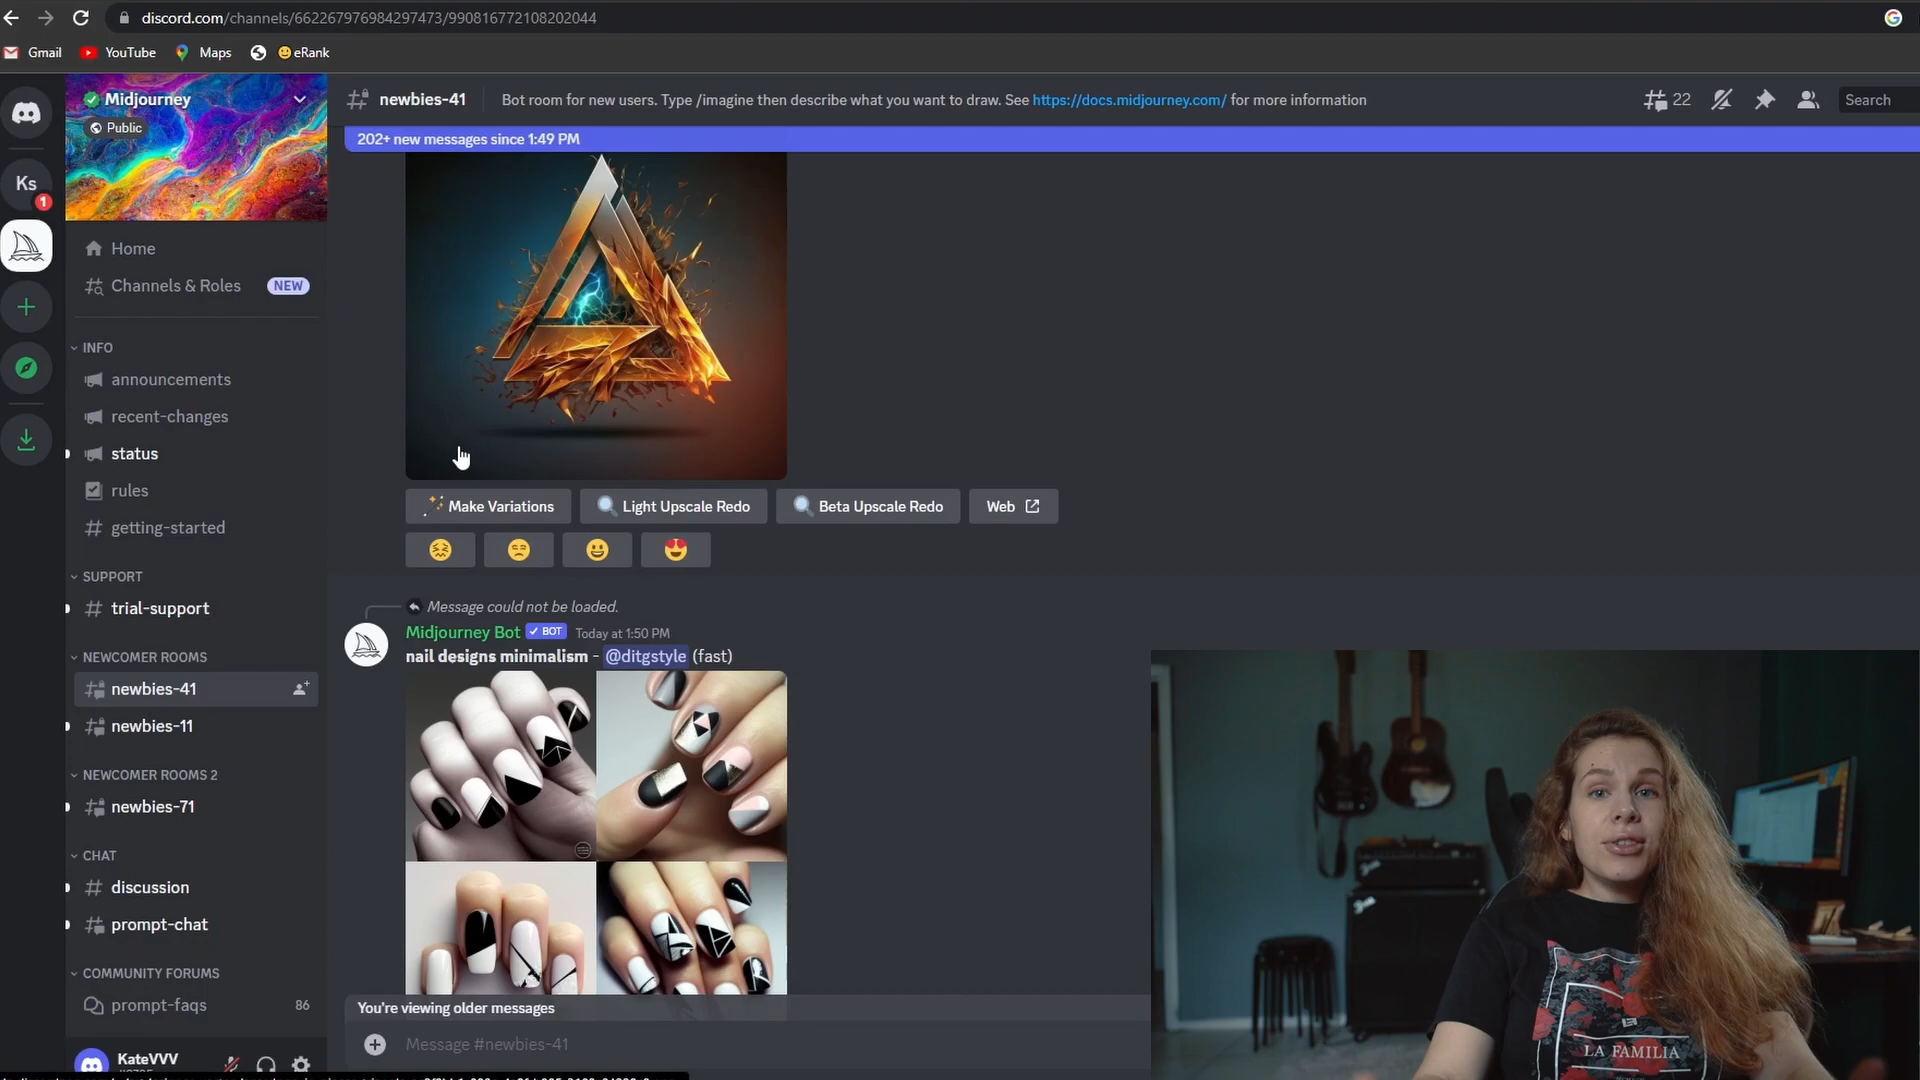 discord.com/channels/662267976984297473/990816772108202044
Gmail YouTube Maps eRank
Midjourney
Public
Ks
1
Home
Channels & Roles NEW
INFO
announcements
recent-changes
status
rules
getting-started
SUPPORT
trial-support
NEWCOMER ROOMS
newbies-41
newbies-11
NEWCOMER ROOMS 2
newbies-71
CHAT
discussion
prompt-chat
COMMUNITY FORUMS
prompt-faqs 86
KateVVV
newbies-41 Bot room for new users. Type /imagine then describe what you want to draw. See https://docs.midjourney.com/ for more information
22 Search
202+ new messages since 1:49 PM
Make Variations Light Upscale Redo Beta Upscale Redo Web
Message could not be loaded.
Midjourney Bot BOT Today at 1:50 PM
nail designs minimalism - @ditgstyle (fast)
You're viewing older messages
Message #newbies-41
LA FAMILIA